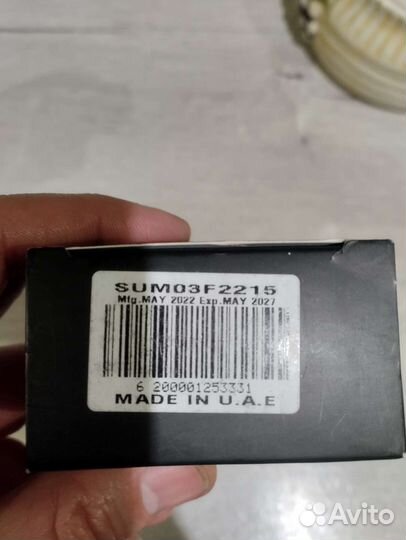 SUM03F2215
Mfg.MAY 2022 Exp.MAY 2027
6 200001253331
MADE IN U.A.E
Avito